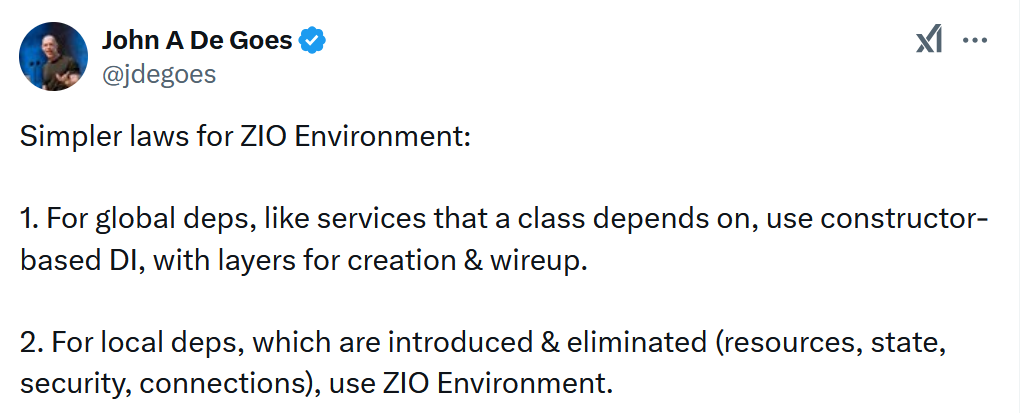 John A De Goes
@jdegoes
Simpler laws for ZIO Environment:
1. For global deps, like services that a class depends on, use constructor-
based DI, with layers for creation & wireup.
2. For local deps, which are introduced & eliminated (resources, state,
security, connections), use ZIO Environment.